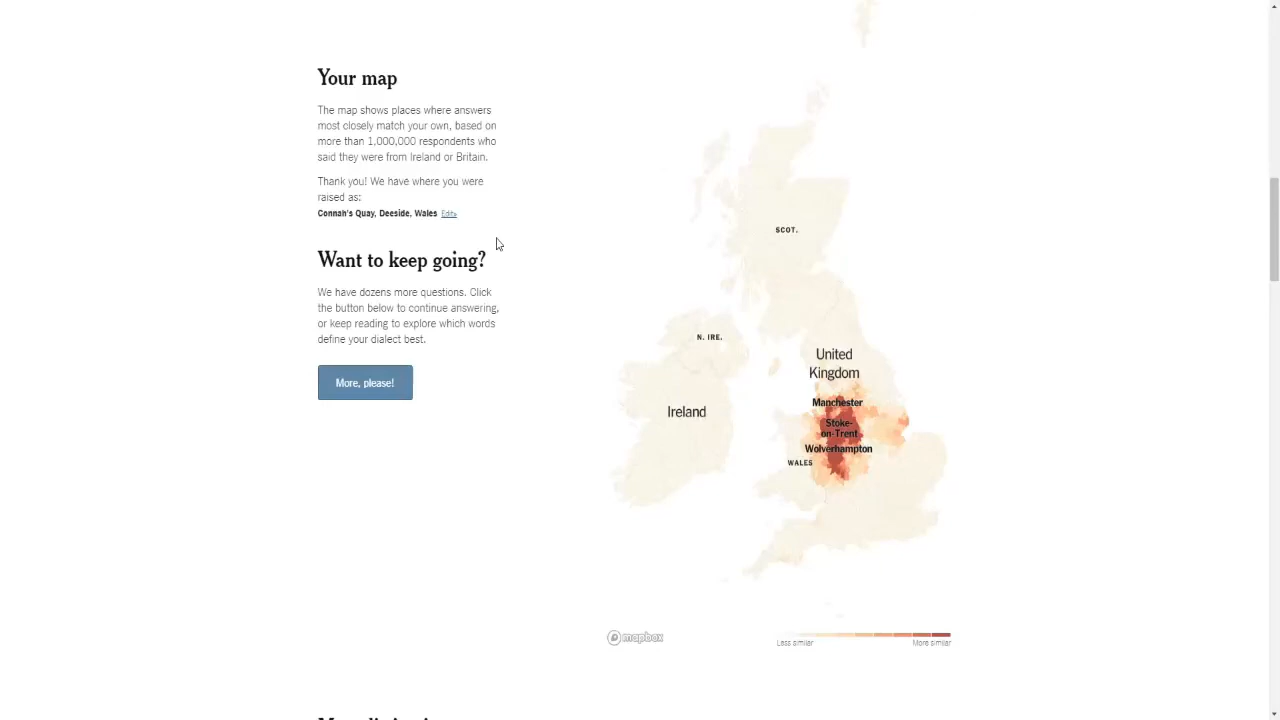 Your map
The map shows places where answers
most closely match your own, based on
more than 1,000,000 respondents who
said they were from Ireland or Britain.
Thank you! We have where you were
raised as:
Connah's Quay, Deeside, Wales Edit»
Want to keep going?
We have dozens more questions. Click
the button below to continue answering,
or keep reading to explore which words
define your dialect best.
More, please!
SCOT.
N. IRE.
United
Kingdom
Ireland
Manchester
Stoke-
on-Trent
Wolverhampton
WALES
mapbox
Less similar
More similar